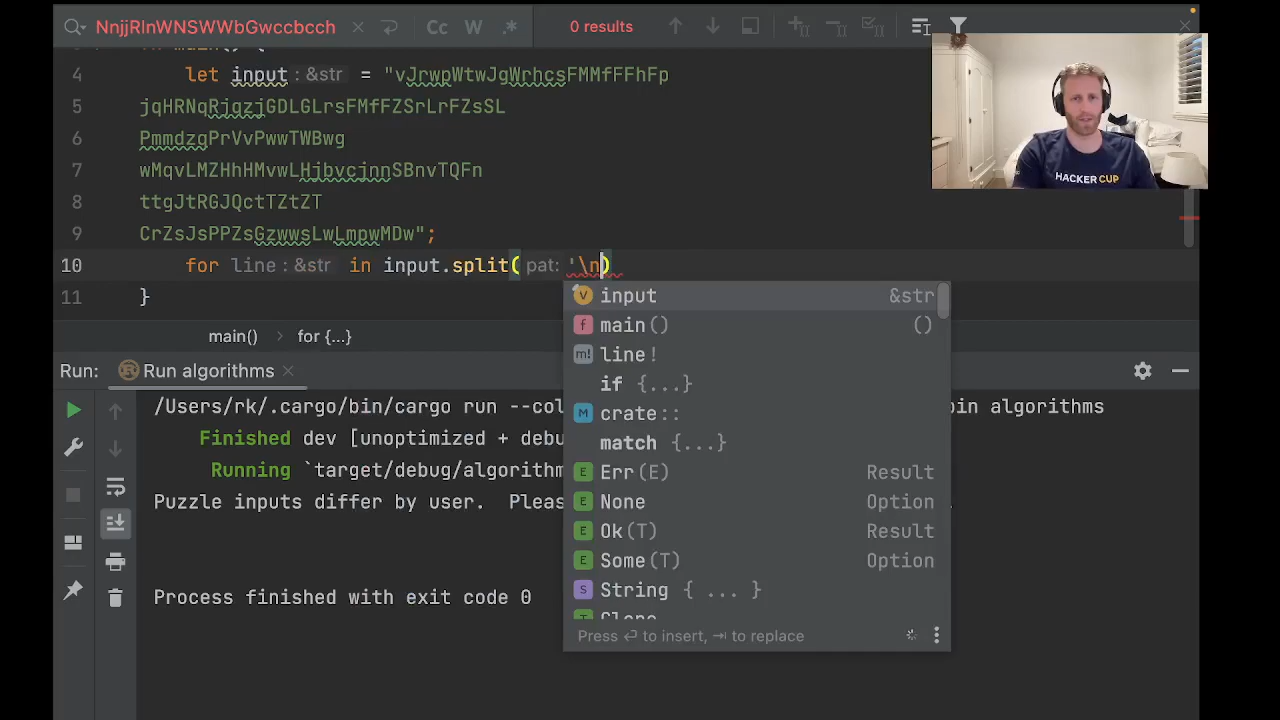 NnjjRlnWNSWWbGwccbcch
Cc W .* 0 results
4 let input : &str = "vJrwpWtwJgWrhcsFMMfFFhFp
5 jqHRNqRjqzjGDLGLrsFMfFZSrLrFZsSL
6 PmmdzqPrVvPwwTWBwg
7 wMqvLMZHhHMvwLHjbvcjnnSBnvTQFn
8 ttgJtRGJQctTZtZT
9 CrZsJsPPZsGzwwsLwLmpwMDw";
10 for line : &str in input.split( pat: '\n)
11 }
input &str
main() ()
line!
if {...}
crate::
match {...}
Err(E) Result
None Option
Ok(T) Result
Some(T) Option
String { ... }
Press ⏎ to insert, ⇥ to replace
main() › for {...}
Run: Run algorithms
/Users/rk/.cargo/bin/cargo run --col bin algorithms
Finished dev [unoptimized + debu
Running `target/debug/algorithm
Puzzle inputs differ by user. Pleas
Process finished with exit code 0
HACKER CUP